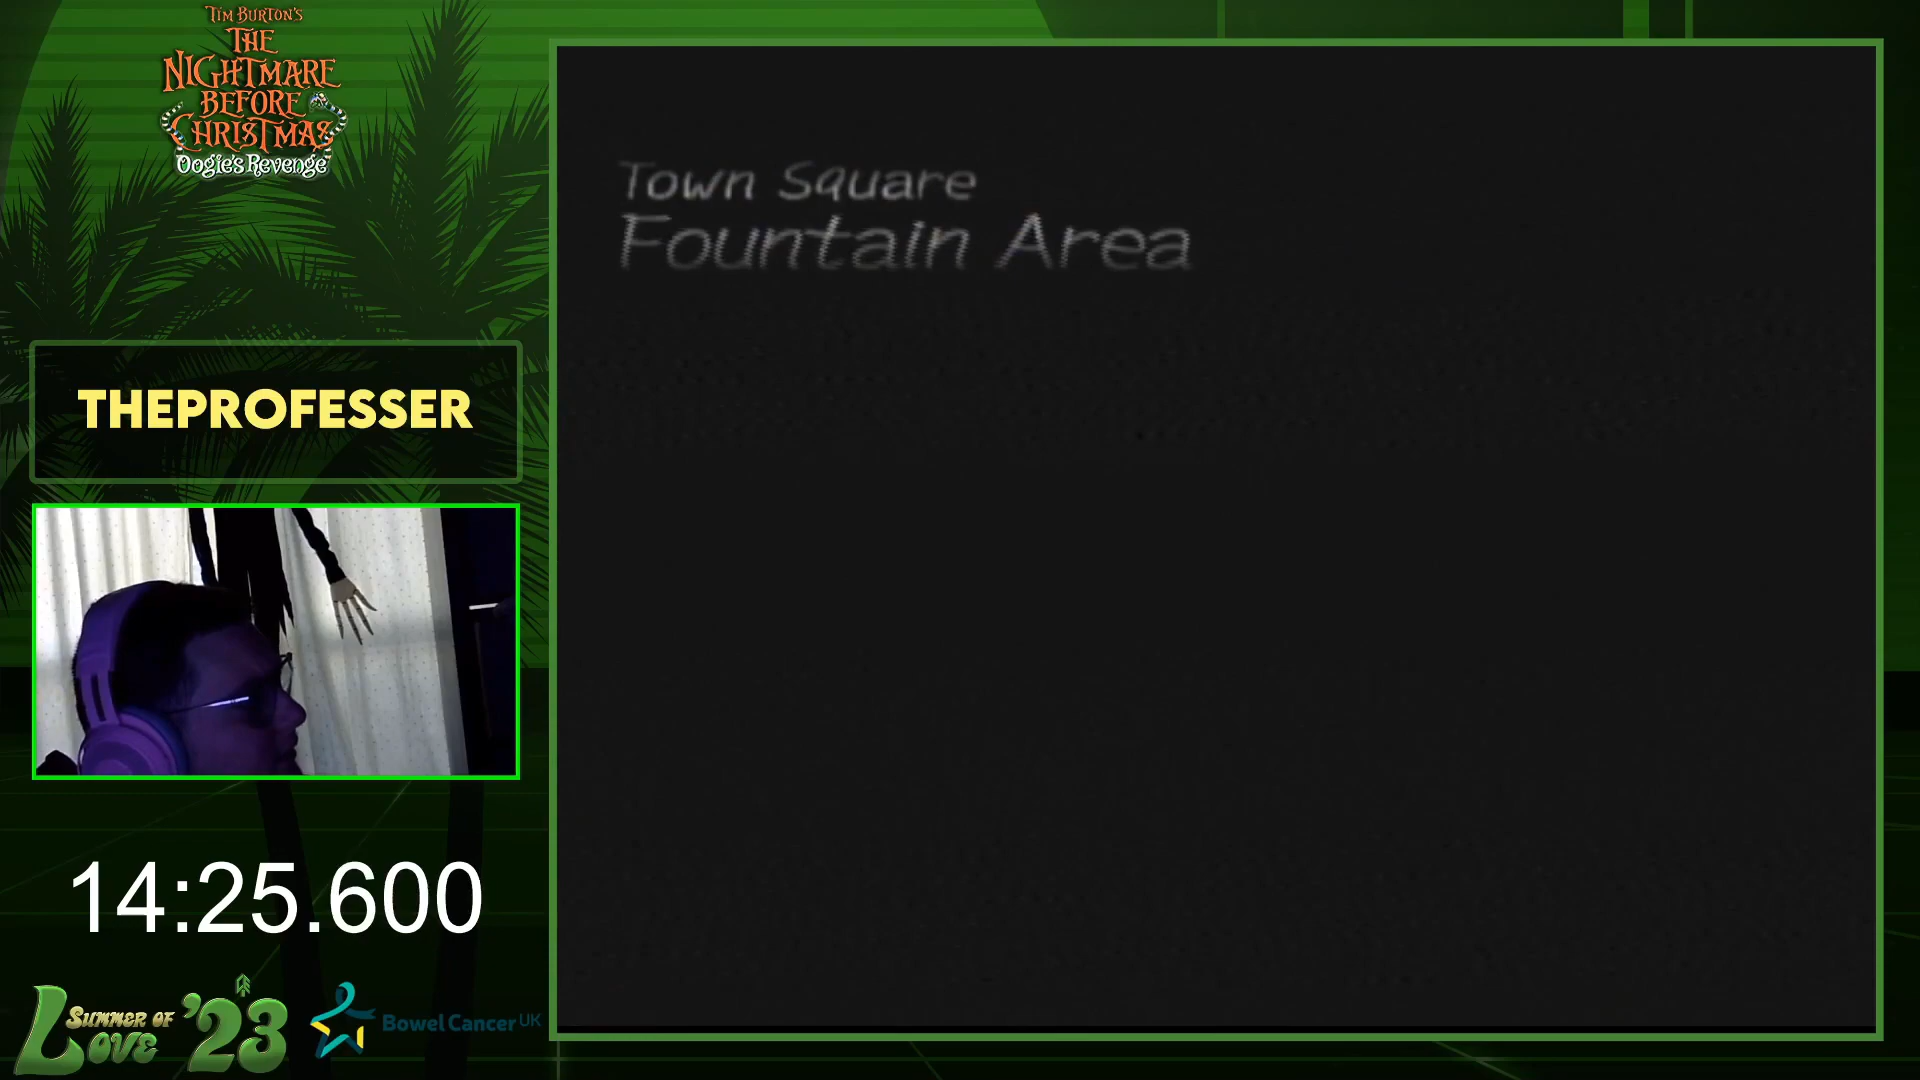 TIM BURTON'S
THE
NIGHTMARE
BEFORE
CHRISTMAS
Oogie's Revenge
Town Square
Fountain Area
THEPROFESSER
14:25.600
SUMMER OF
LOVE '23
Bowel Cancer UK